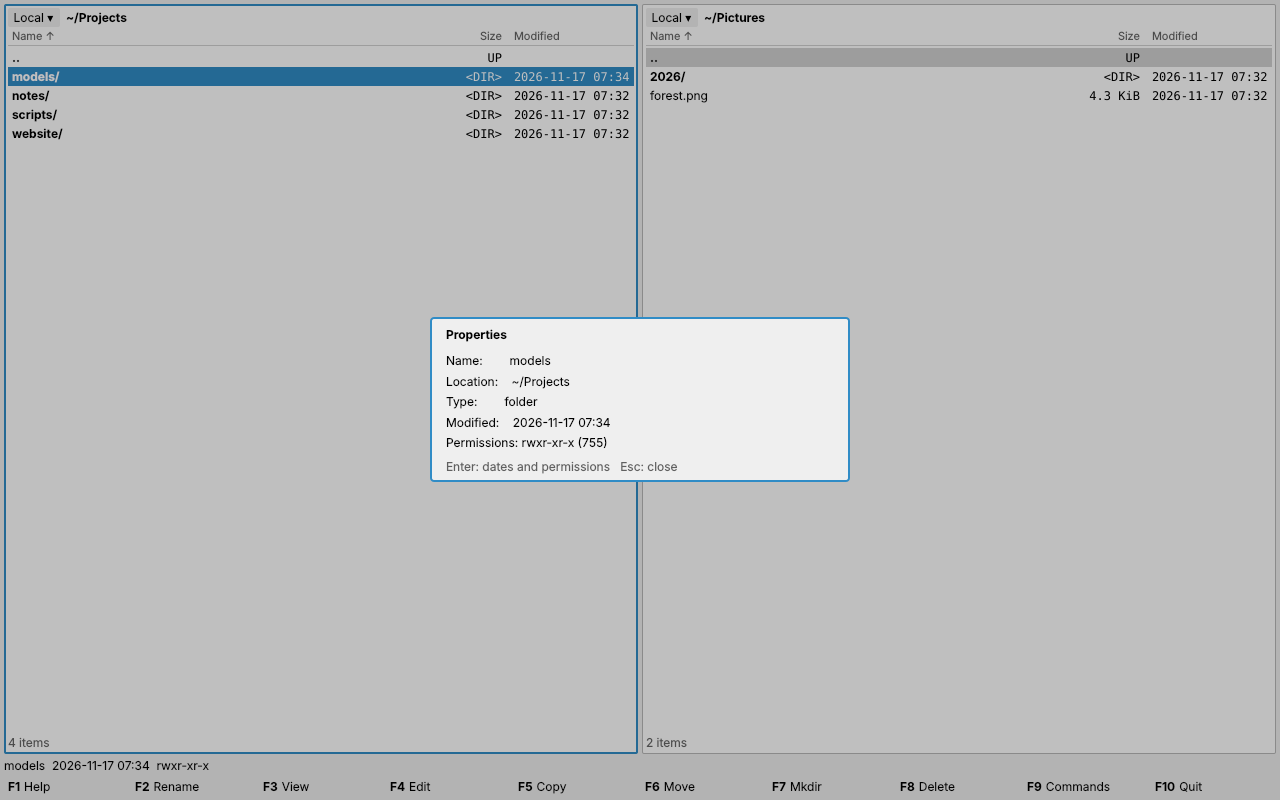 Local ▾ ~/Projects
Name ↑ Size Modified
.. UP
models/ <DIR> 2026-11-17 07:34
notes/ <DIR> 2026-11-17 07:32
scripts/ <DIR> 2026-11-17 07:32
website/ <DIR> 2026-11-17 07:32
4 items
Local ▾ ~/Pictures
Name ↑ Size Modified
.. UP
2026/ <DIR> 2026-11-17 07:32
forest.png 4.3 KiB 2026-11-17 07:32
2 items
Properties
Name: models
Location: ~/Projects
Type: folder
Modified: 2026-11-17 07:34
Permissions: rwxr-xr-x (755)
Enter: dates and permissions Esc: close
models 2026-11-17 07:34 rwxr-xr-x
F1 Help F2 Rename F3 View F4 Edit F5 Copy F6 Move F7 Mkdir F8 Delete F9 Commands F10 Quit